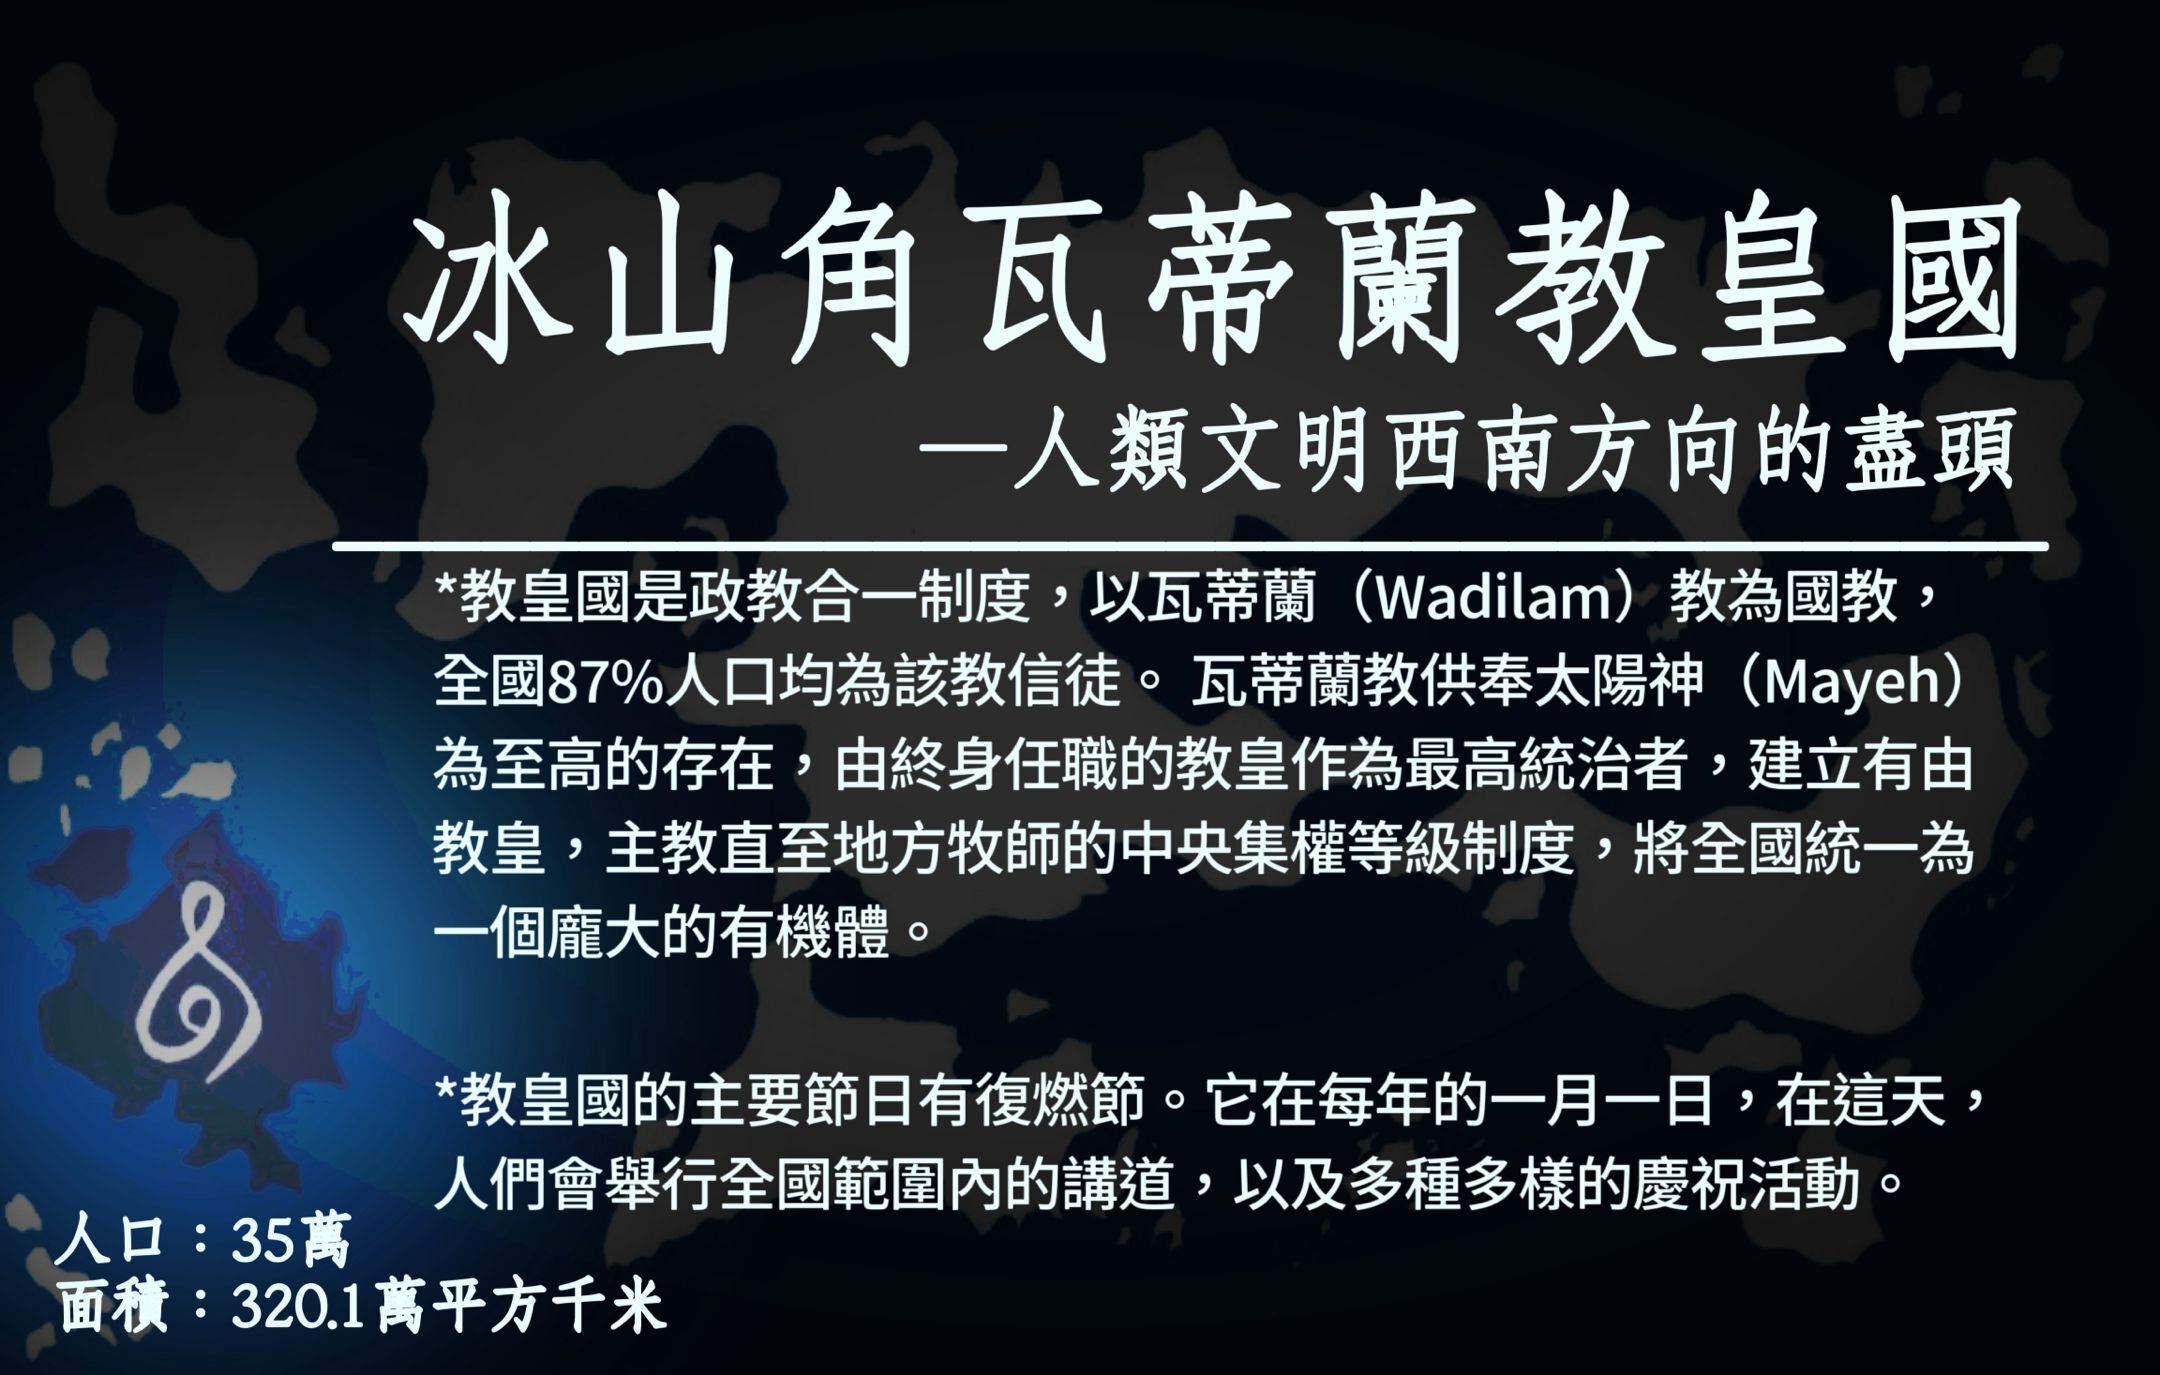 冰山角瓦蒂蘭教皇國
—人類文明西南方向的盡頭
*教皇國是政教合一制度，以瓦蒂蘭（Wadilam）教為國教，
全國87%人口均為該教信徒。 瓦蒂蘭教供奉太陽神（Mayeh）
為至高的存在，由終身任職的教皇作為最高統治者，建立有由
教皇，主教直至地方牧師的中央集權等級制度，將全國統一為
一個龐大的有機體。
*教皇國的主要節日有復燃節。它在每年的一月一日，在這天，
人們會舉行全國範圍內的講道，以及多種多樣的慶祝活動。
人口：35萬
面積：320.1萬平方千米